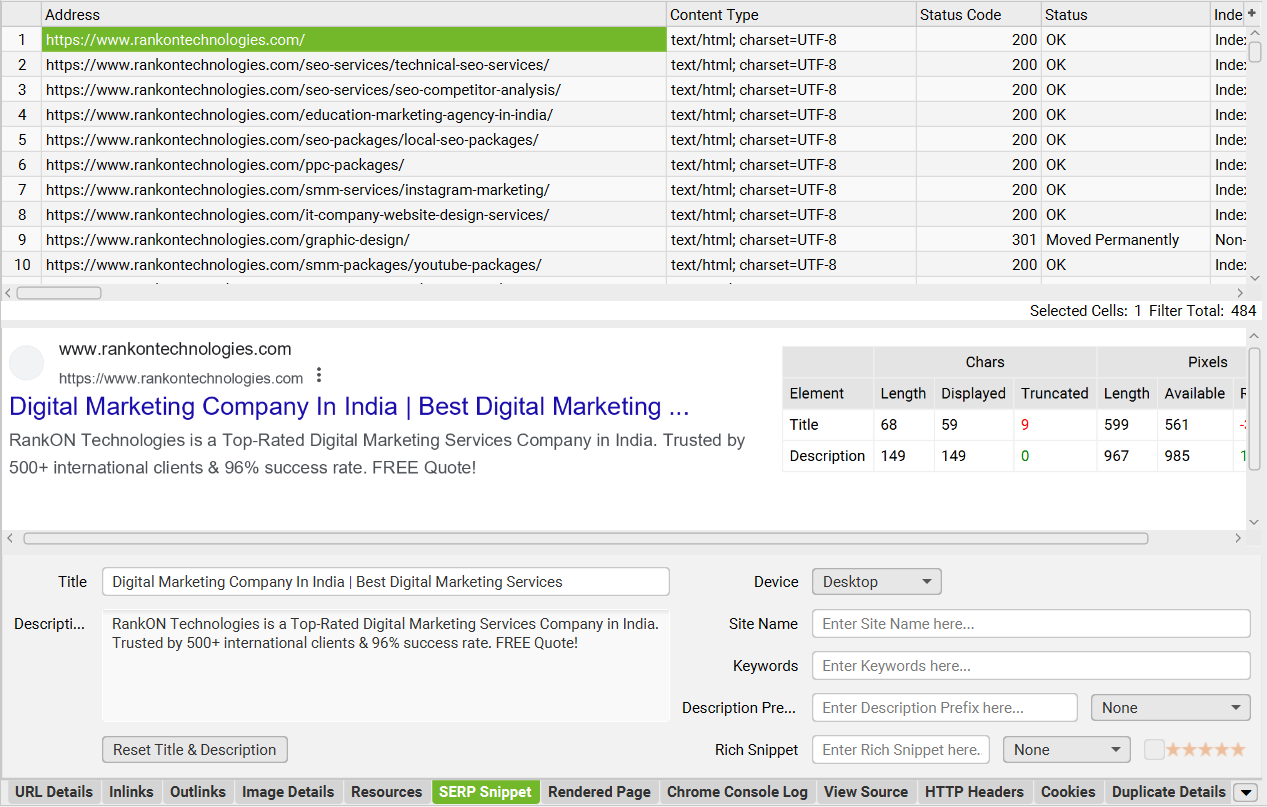 Address Content Type Status Code Status Inde +
1 https://www.rankontechnologies.com/ text/html; charset=UTF-8 200 OK Index
2 https://www.rankontechnologies.com/seo-services/technical-seo-services/ text/html; charset=UTF-8 200 OK Index
3 https://www.rankontechnologies.com/seo-services/seo-competitor-analysis/ text/html; charset=UTF-8 200 OK Index
4 https://www.rankontechnologies.com/education-marketing-agency-in-india/ text/html; charset=UTF-8 200 OK Index
5 https://www.rankontechnologies.com/seo-packages/local-seo-packages/ text/html; charset=UTF-8 200 OK Index
6 https://www.rankontechnologies.com/ppc-packages/ text/html; charset=UTF-8 200 OK Index
7 https://www.rankontechnologies.com/smm-services/instagram-marketing/ text/html; charset=UTF-8 200 OK Index
8 https://www.rankontechnologies.com/it-company-website-design-services/ text/html; charset=UTF-8 200 OK Index
9 https://www.rankontechnologies.com/graphic-design/ text/html; charset=UTF-8 301 Moved Permanently Non-
10 https://www.rankontechnologies.com/smm-packages/youtube-packages/ text/html; charset=UTF-8 200 OK Index
Selected Cells: 1 Filter Total: 484
www.rankontechnologies.com
https://www.rankontechnologies.com
Digital Marketing Company In India | Best Digital Marketing ...
RankON Technologies is a Top-Rated Digital Marketing Services Company in India. Trusted by
500+ international clients & 96% success rate. FREE Quote!
Chars Pixels
Element Length Displayed Truncated Length Available
Title 68 59 9 599 561
Description 149 149 0 967 985
Title Digital Marketing Company In India | Best Digital Marketing Services
Descripti... RankON Technologies is a Top-Rated Digital Marketing Services Company in India.
Trusted by 500+ international clients & 96% success rate. FREE Quote!
Reset Title & Description
Device Desktop
Site Name Enter Site Name here...
Keywords Enter Keywords here...
Description Pre... Enter Description Prefix here... None
Rich Snippet Enter Rich Snippet here. None
URL Details Inlinks Outlinks Image Details Resources SERP Snippet Rendered Page Chrome Console Log View Source HTTP Headers Cookies Duplicate Details